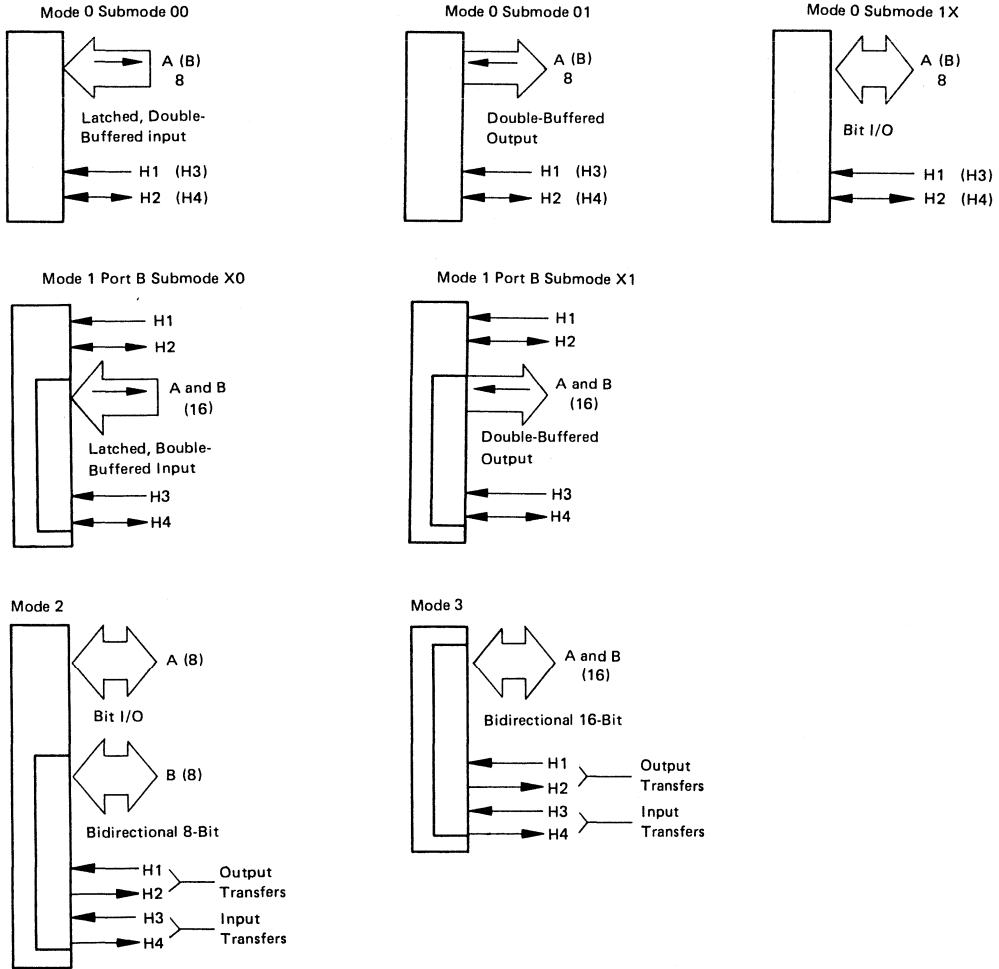 Mode 0 Submode 00
A (B)
8
Latched, Double-
Buffered input
H1 (H3)
H2 (H4)
Mode 0 Submode 01
A (B)
8
Double-Buffered
Output
H1 (H3)
H2 (H4)
Mode 0 Submode 1X
A (B)
8
Bit I/O
H1 (H3)
H2 (H4)
Mode 1 Port B Submode X0
H1
H2
A and B
(16)
Latched, Bouble-
Buffered Input
H3
H4
Mode 1 Port B Submode X1
H1
H2
A and B
(16)
Double-Buffered
Output
H3
H4
Mode 2
A (8)
Bit I/O
B (8)
Bidirectional 8-Bit
H1
H2
Output
Transfers
H3
H4
Input
Transfers
Mode 3
A and B
(16)
Bidirectional 16-Bit
H1
H2
Output
Transfers
H3
H4
Input
Transfers